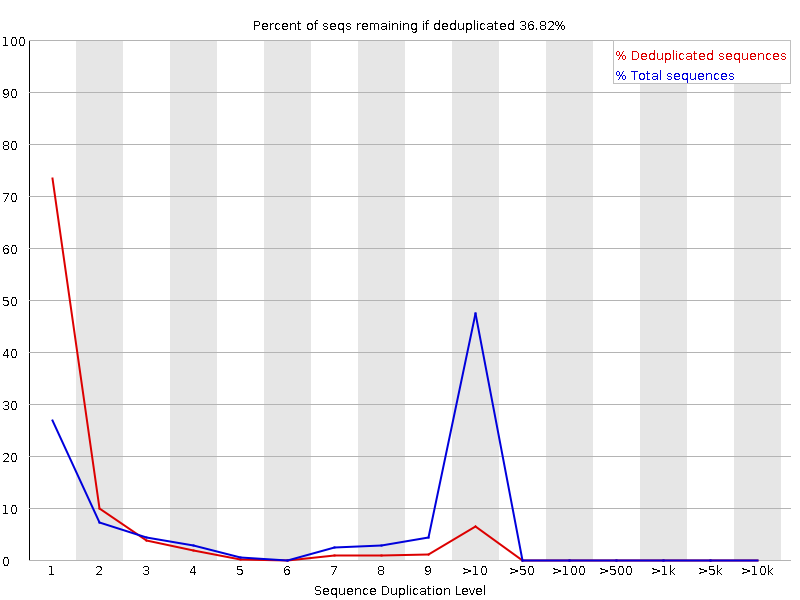 Percent of seqs remaining if deduplicated 36.82%
% Deduplicated sequences
% Total sequences
100
90
80
70
60
50
40
30
20
10
0
1 2 3 4 5 6 7 8 9 >10 >50 >100 >500 >1k >5k >10k
Sequence Duplication Level